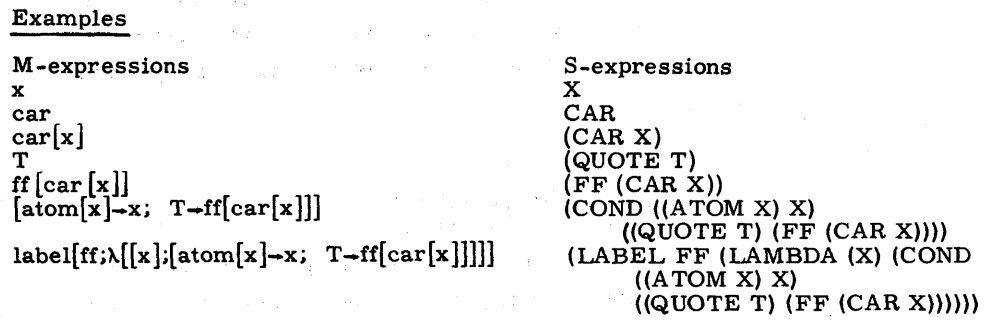 Examples
M-expressions S-expressions
x X
car CAR
car[x] (CAR X)
T (QUOTE T)
ff[car[x]] (FF (CAR X))
[atom[x]→x; T→ff[car[x]]] (COND ((ATOM X) X)
((QUOTE T) (FF (CAR X))))
label[ff;λ[[x];[atom[x]→x; T→ff[car[x]]]]] (LABEL FF (LAMBDA (X) (COND
((ATOM X) X)
((QUOTE T) (FF (CAR X))))))